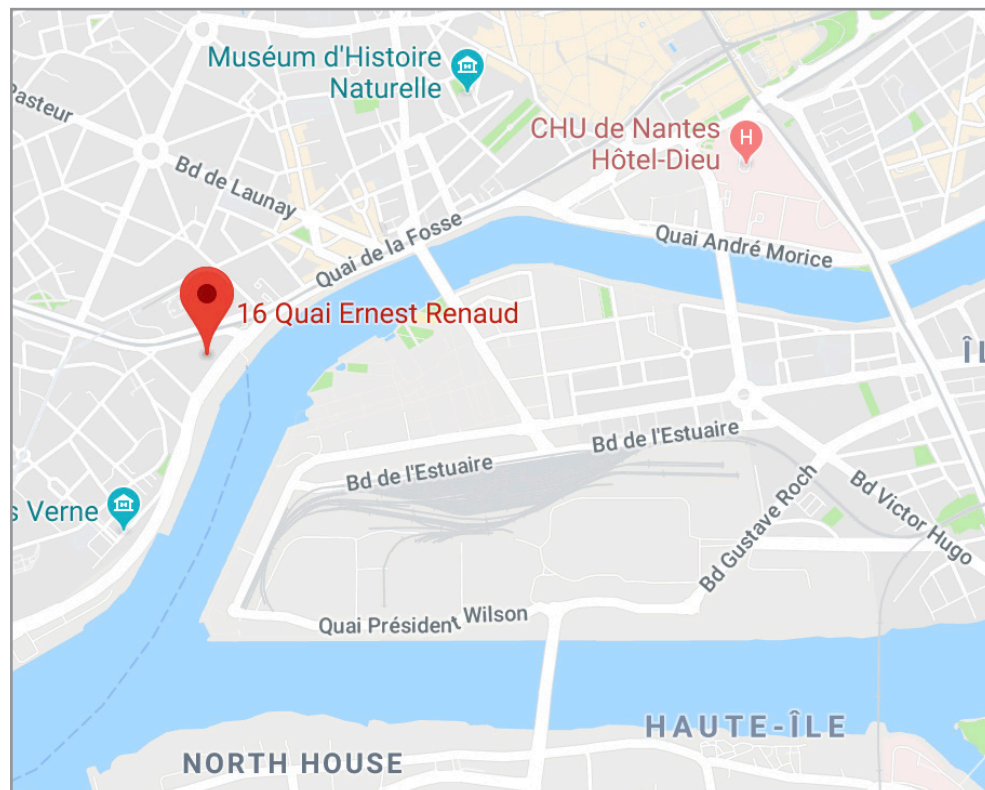 Muséum d'Histoire
Naturelle
Pasteur
CHU de Nantes
Hôtel-Dieu
H
Bd de Launay
Quai de la Fosse
Quai André Morice
16 Quai Ernest Renaud
ÎL
Bd de l'Estuaire
Bd de l'Estuaire
s Verne
Bd Gustave Roch
Bd Victor Hugo
Quai Président Wilson
HAUTE-ÎLE
NORTH HOUSE